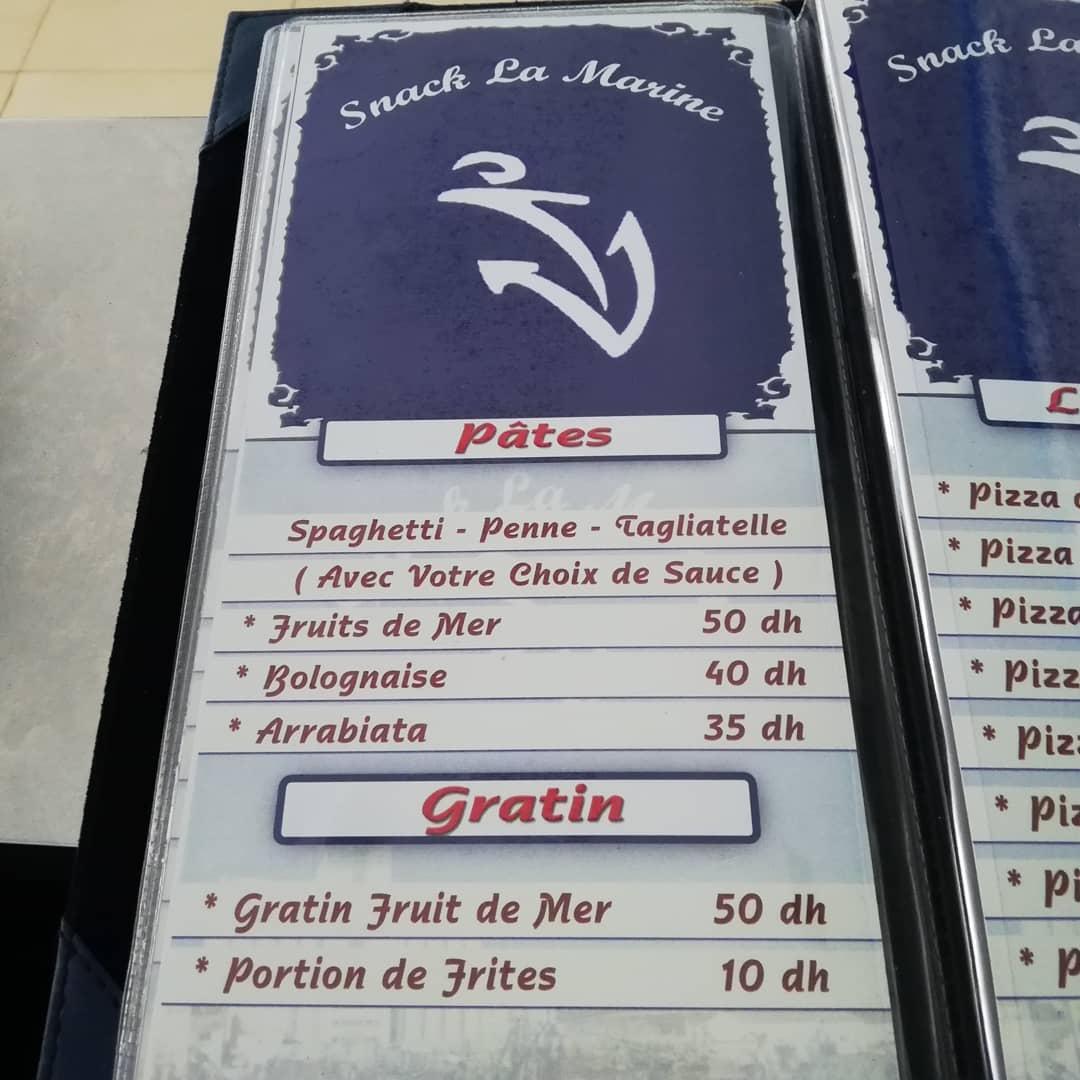 Snack La Marine
Pâtes
Spaghetti - Penne - Tagliatelle
( Avec Votre Choix de Sauce )
* Fruits de Mer 50 dh
* Bolognaise 40 dh
* Arrabiata 35 dh
Gratin
* Gratin Fruit de Mer 50 dh
* Portion de Frites 10 dh
Snack La
* Pizza
* Pizza
* Pizza